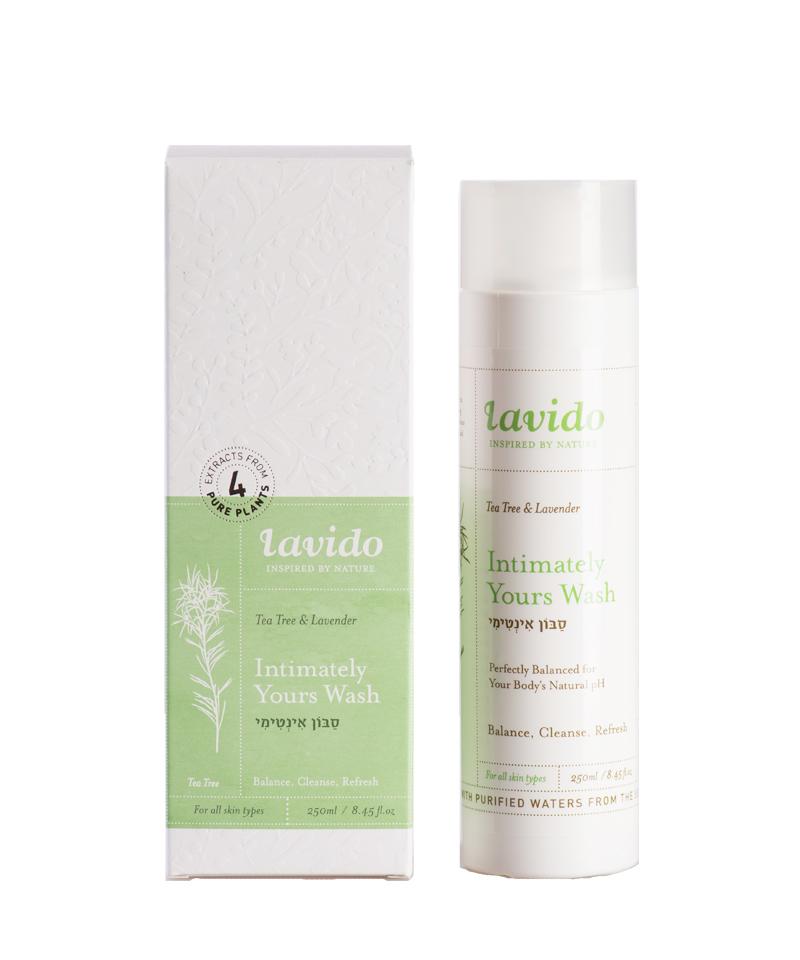 EXTRACTS FROM
4
PURE PLANTS
lavido
INSPIRED BY NATURE
Tea Tree & Lavender
Intimately
Yours Wash
סַבּוֹן אִינְטִימִי
Tea Tree
Balance, Cleanse, Refresh
For all skin types
250ml / 8.45 fl.oz
lavido
INSPIRED BY NATURE
Tea Tree & Lavender
Intimately
Yours Wash
סַבּוֹן אִינְטִימִי
Perfectly Balanced for
Your Body's Natural pH
Balance, Cleanse, Refresh
For all skin types
250ml / 8.45 fl.oz
WITH PURIFIED WATERS FROM THE